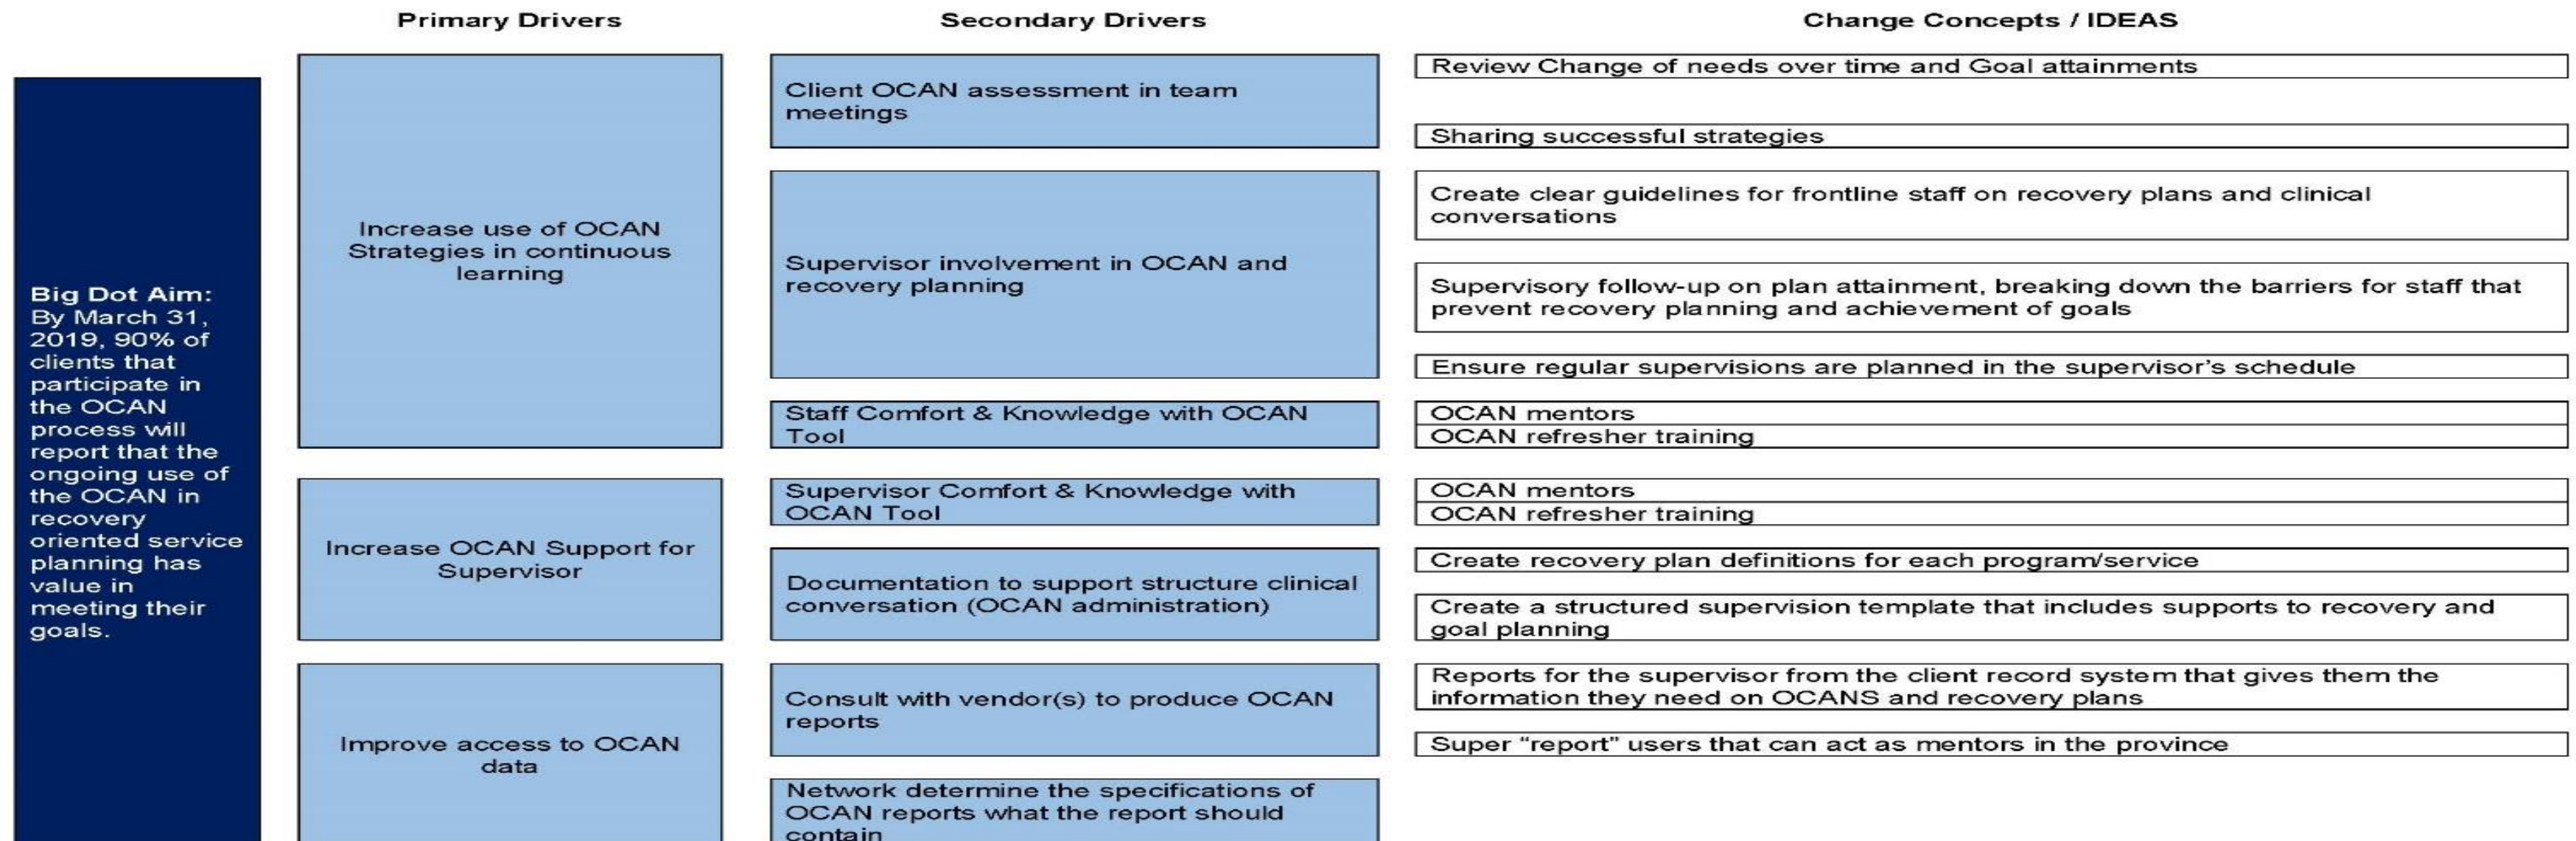 Primary Drivers
Secondary Drivers
Change Concepts / IDEAS
Big Dot Aim:
By March 31,
2019, 90% of
clients that
participate in
the OCAN
process will
report that the
ongoing use of
the OCAN in
recovery
oriented service
planning has
value in
meeting their
goals.
Increase use of OCAN
Strategies in continuous
learning
Client OCAN assessment in team
meetings
Review Change of needs over time and Goal attainments
Sharing successful strategies
Supervisor involvement in OCAN and
recovery planning
Create clear guidelines for frontline staff on recovery plans and clinical
conversations
Supervisory follow-up on plan attainment, breaking down the barriers for staff that
prevent recovery planning and achievement of goals
Ensure regular supervisions are planned in the supervisor’s schedule
Staff Comfort & Knowledge with OCAN
Tool
OCAN mentors
OCAN refresher training
Increase OCAN Support for
Supervisor
Supervisor Comfort & Knowledge with
OCAN Tool
OCAN mentors
OCAN refresher training
Documentation to support structure clinical
conversation (OCAN administration)
Create recovery plan definitions for each program/service
Create a structured supervision template that includes supports to recovery and
goal planning
Improve access to OCAN
data
Consult with vendor(s) to produce OCAN
reports
Reports for the supervisor from the client record system that gives them the
information they need on OCANS and recovery plans
Super “report” users that can act as mentors in the province
Network determine the specifications of
OCAN reports what the report should
contain